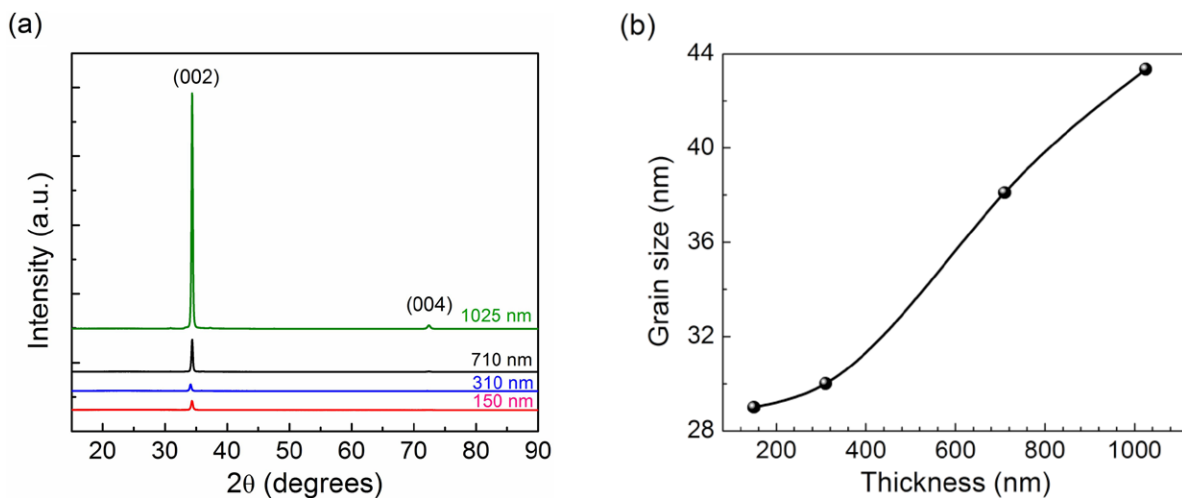 (a)
(002)
(004)
1025 nm
710 nm
310 nm
150 nm
Intensity (a.u.)
20 30 40 50 60 70 80 90
2θ (degrees)
(b)
44
40
36
32
28
Grain size (nm)
200 400 600 800 1000
Thickness (nm)